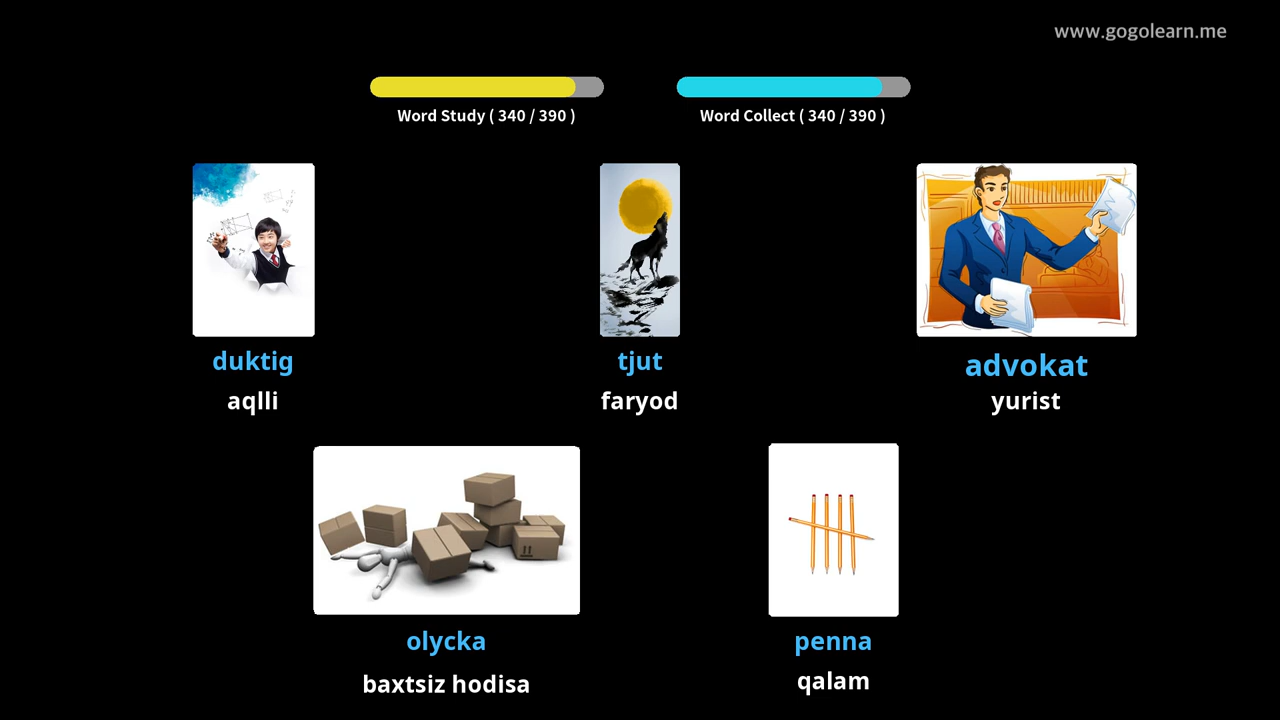 www.gogolearn.me
Word Study ( 340 / 390 )
Word Collect ( 340 / 390 )
duktig
aqlli
tjut
faryod
advokat
yurist
olycka
baxtsiz hodisa
penna
qalam